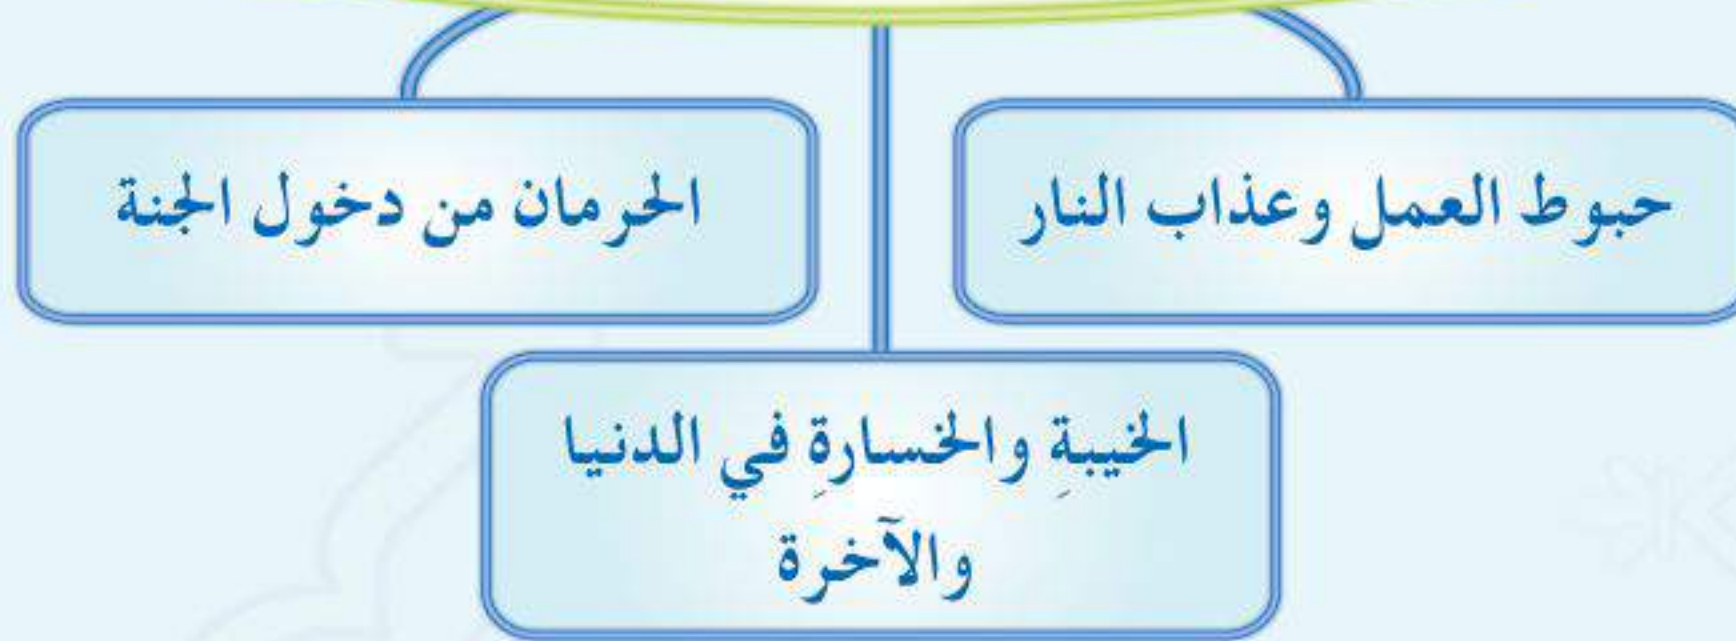 حبوط العمل وعذاب النار
الحرمان من دخول الجنة
الخيبةِ والخسارةِ في الدنيا
والآخرة